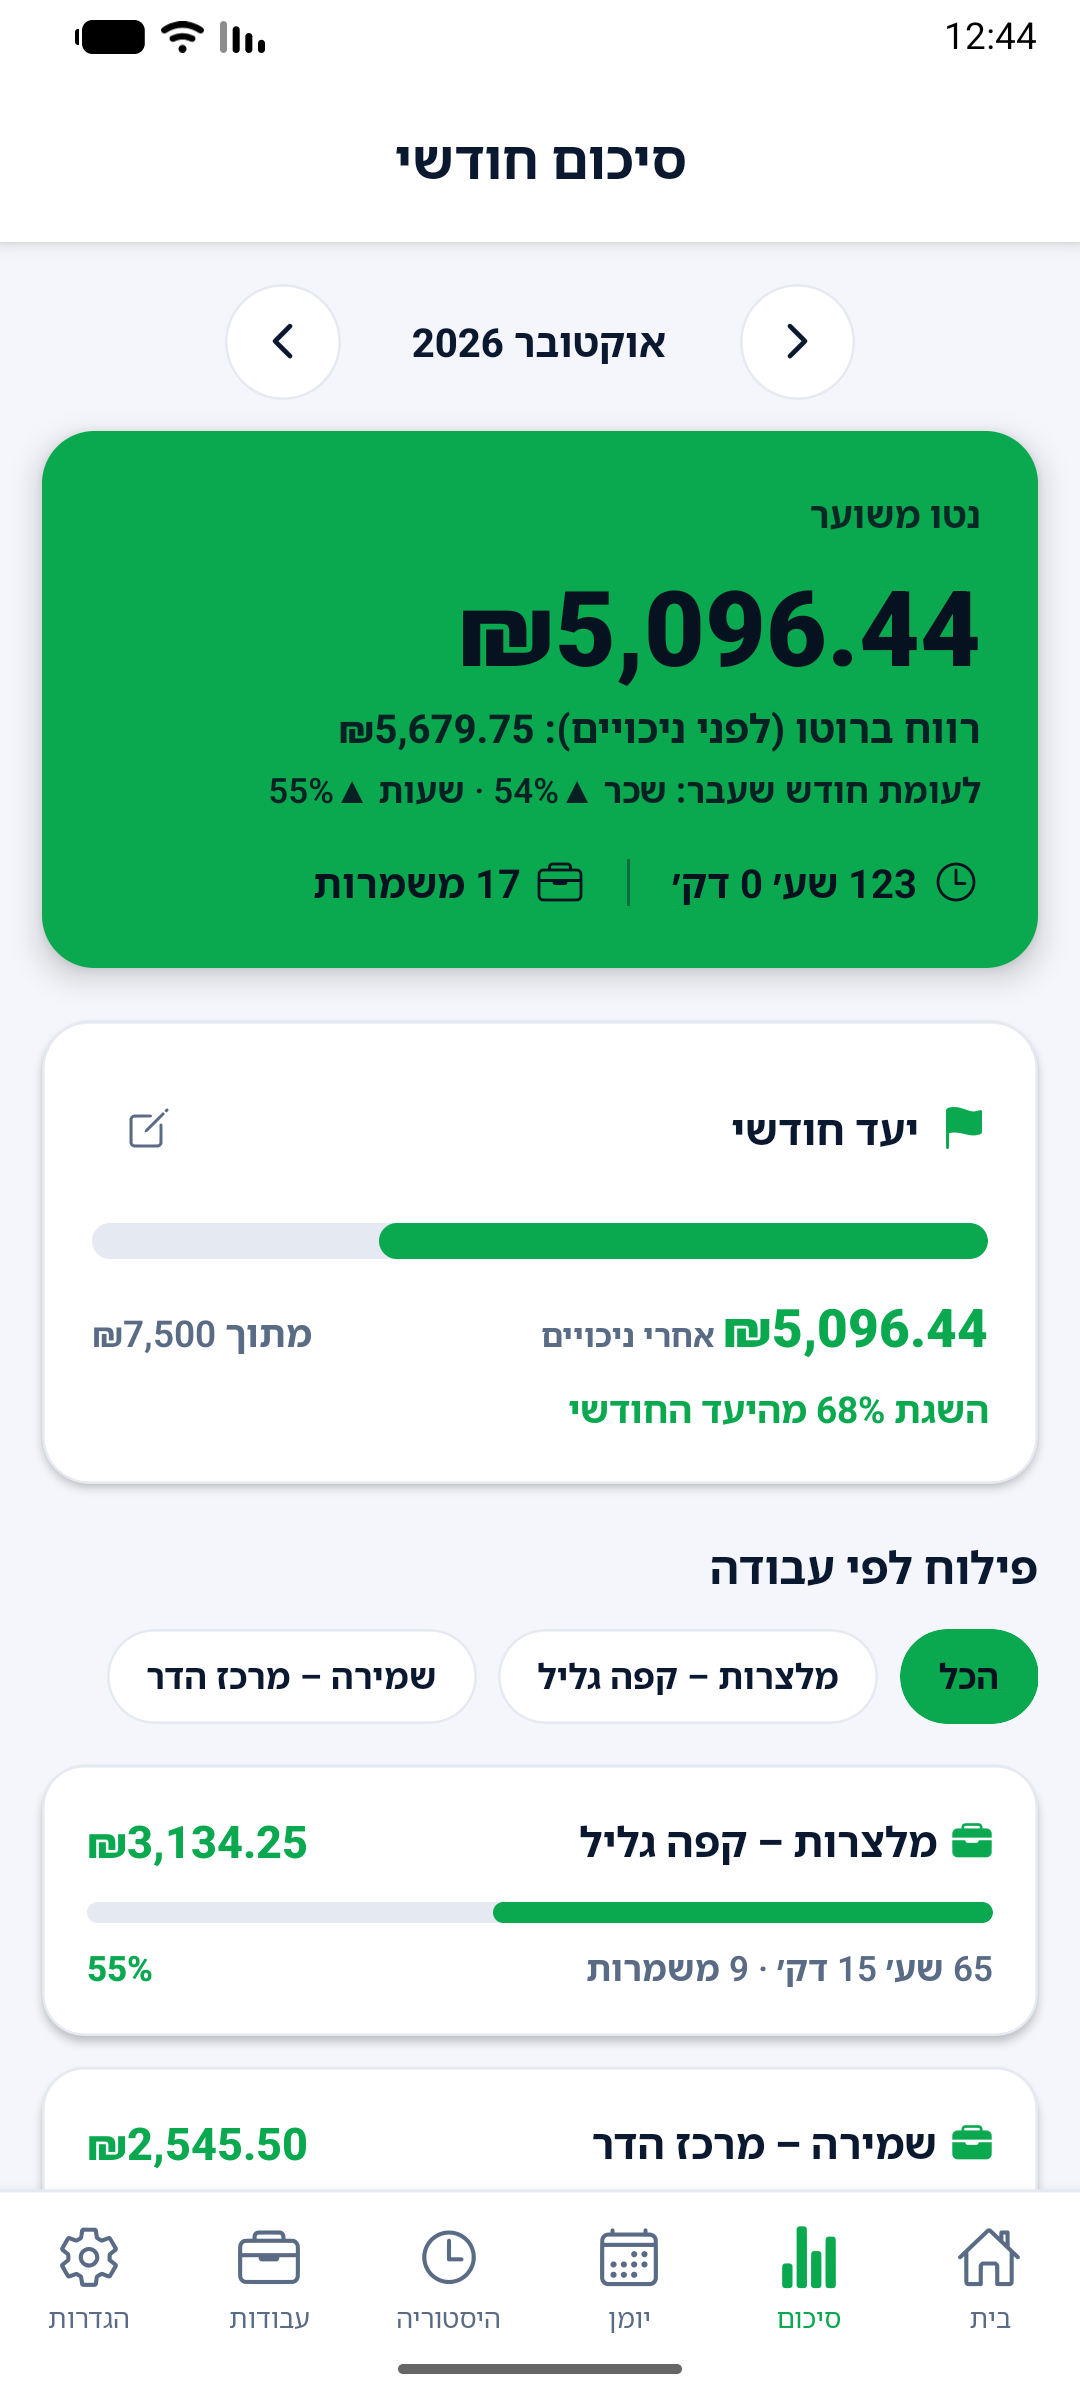 12:44
סיכום חודשי
אוקטובר 2026
נטו משוער
₪5,096.44
רווח ברוטו (לפני ניכויים): ₪5,679.75
לעומת חודש שעבר: שכר ▲54% · שעות ▲55%
123 שע׳ 0 דק׳ 17 משמרות
יעד חודשי
₪5,096.44 אחרי ניכויים מתוך ₪7,500
השגת 68% מהיעד החודשי
פילוח לפי עבודה
הכל מלצרות – קפה גליל שמירה – מרכז הדר
מלצרות – קפה גליל ₪3,134.25
65 שע׳ 15 דק׳ · 9 משמרות 55%
שמירה – מרכז הדר ₪2,545.50
בית סיכום יומן היסטוריה עבודות הגדרות